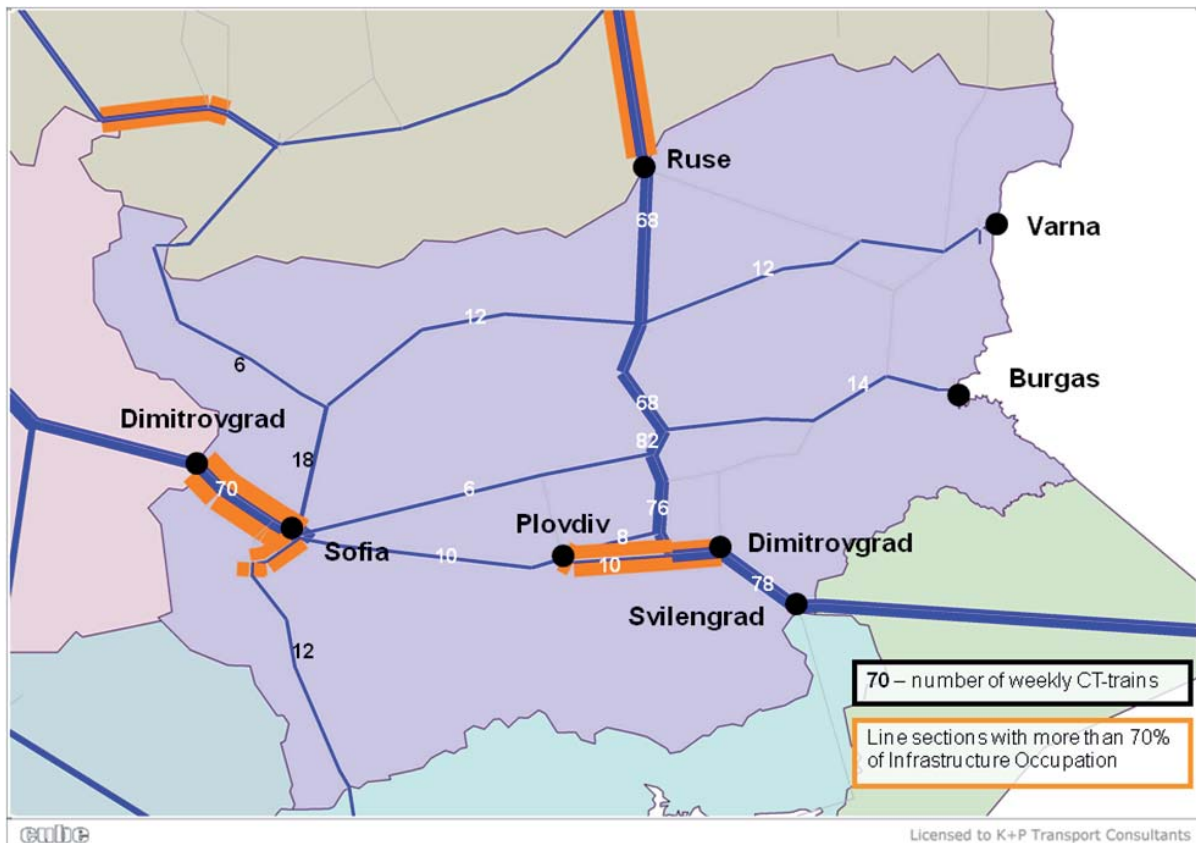 Ruse
68
Varna
12
12
6
14
Burgas
68
Dimitrovgrad
82
18
70
6
76
Plovdiv
8
Sofia
10
10
Dimitrovgrad
78
Svilengrad
12
70 – number of weekly CT-trains
Line sections with more than 70%
of Infrastructure Occupation
cube
Licensed to K+P Transport Consultants